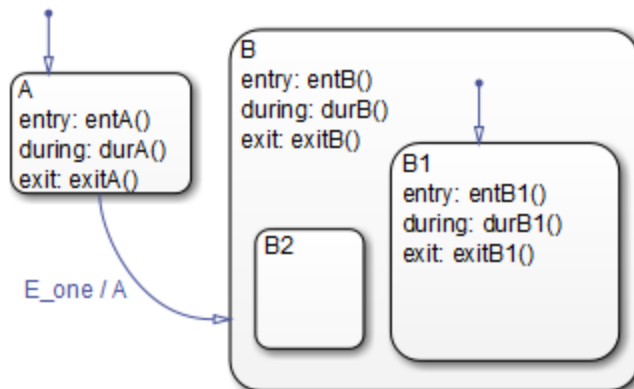 A
entry: entA()
during: durA()
exit: exitA()
E_one / A
B
entry: entB()
during: durB()
exit: exitB()
B2
B1
entry: entB1()
during: durB1()
exit: exitB1()